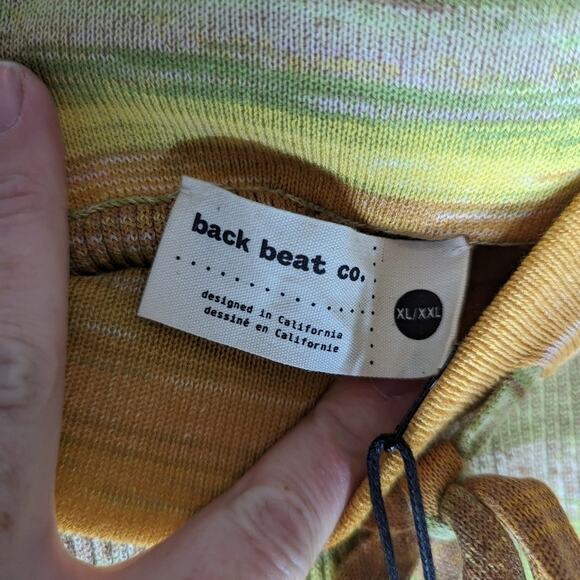 back beat co.
designed in California
dessiné en Californie
XL/XXL